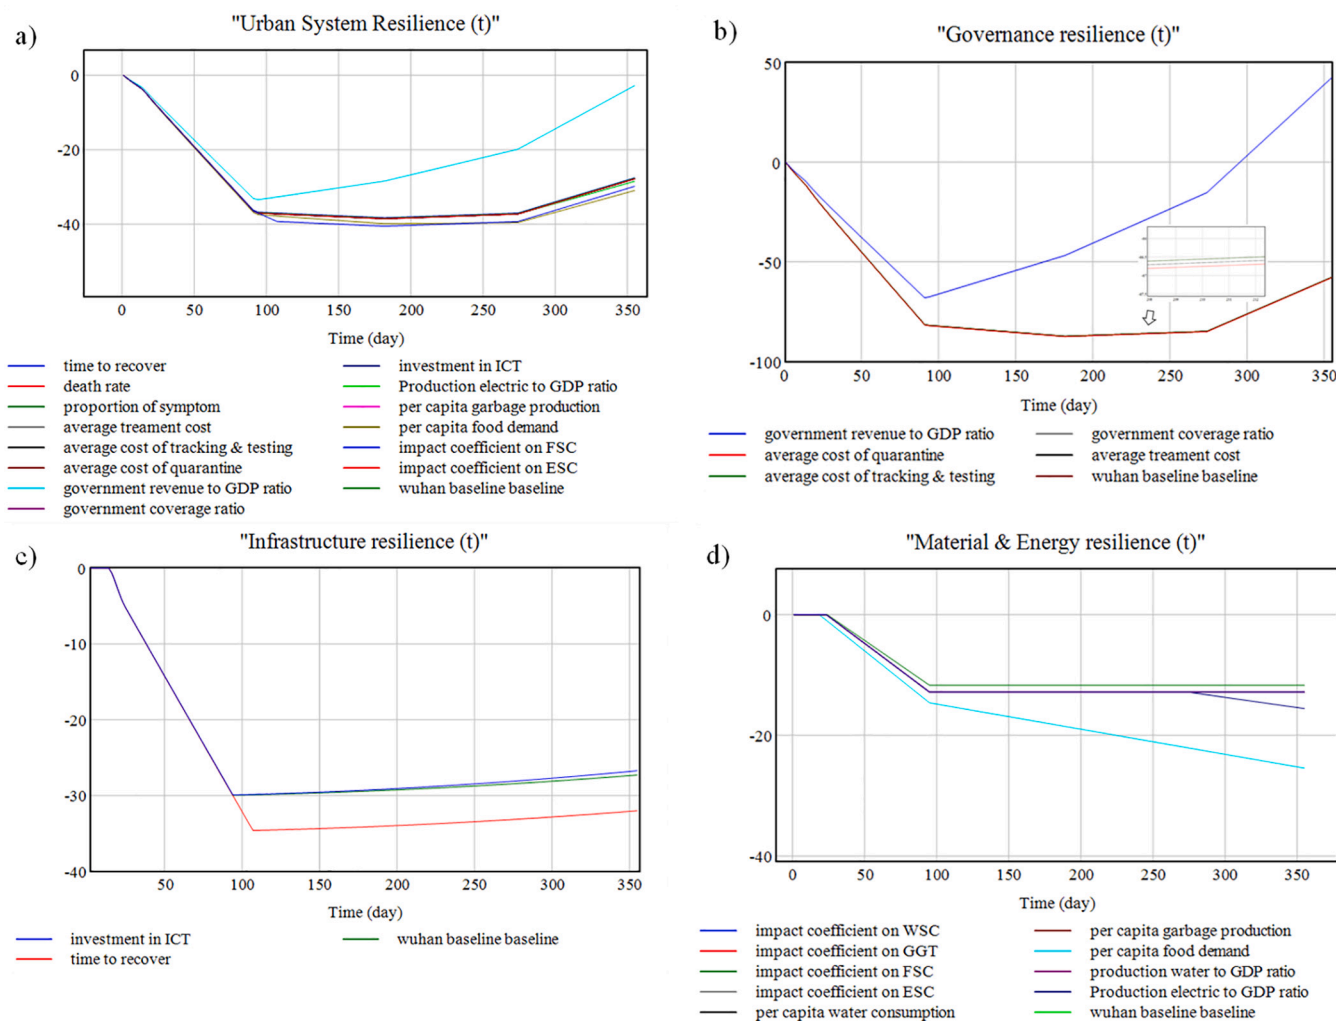 a)
"Urban System Resilience (t)"
0
-20
-40
0 50 100 150 200 250 300 350
Time (day)
time to recover
death rate
proportion of symptom
average treament cost
average cost of tracking & testing
average cost of quarantine
government revenue to GDP ratio
government coverage ratio
investment in ICT
Production electric to GDP ratio
per capita garbage production
per capita food demand
impact coefficient on FSC
impact coefficient on ESC
wuhan baseline baseline
b)
"Governance resilience (t)"
50
0
-50
-100
0 50 100 150 200 250 300 350
Time (day)
government revenue to GDP ratio
average cost of quarantine
average cost of tracking & testing
government coverage ratio
average treament cost
wuhan baseline baseline
c)
"Infrastructure resilience (t)"
0
-10
-20
-30
-40
50 100 150 200 250 300 350
Time (day)
investment in ICT
time to recover
wuhan baseline baseline
d)
"Material & Energy resilience (t)"
0
-20
-40
0 50 100 150 200 250 300 350
Time (day)
impact coefficient on WSC
impact coefficient on GGT
impact coefficient on FSC
impact coefficient on ESC
per capita water consumption
per capita garbage production
per capita food demand
production water to GDP ratio
Production electric to GDP ratio
wuhan baseline baseline